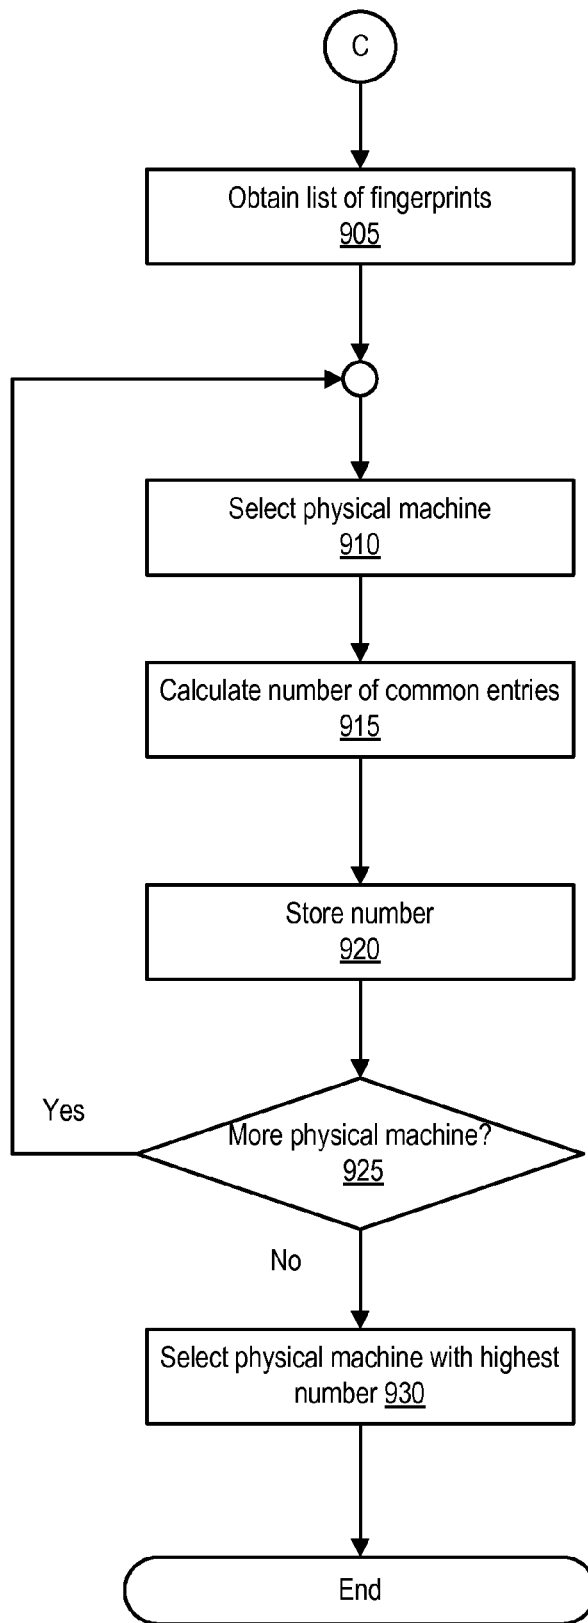 C
Obtain list of fingerprints
905
Select physical machine
910
Calculate number of common entries
915
Store number
920
Yes
More physical machine?
925
No
Select physical machine with highest
number 930
End